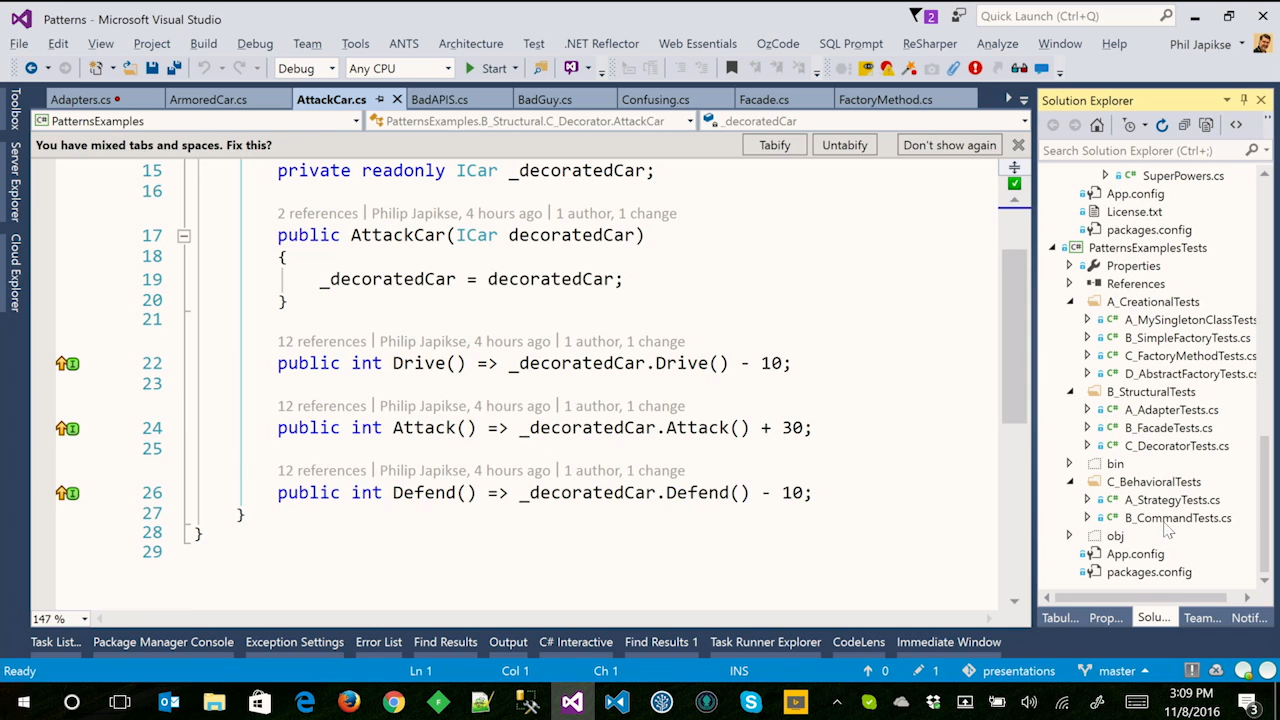 Patterns - Microsoft Visual Studio
2
Quick Launch (Ctrl+Q)
File Edit View Project Build Debug Team Tools ANTS Architecture Test .NET Reflector Web Essentials OzCode SQL Prompt ReSharper Analyze Window Help Phil Japikse
Debug Any CPU Start
Adapters.cs ArmoredCar.cs AttackCar.cs BadAPIS.cs BadGuy.cs Confusing.cs Facade.cs FactoryMethod.cs
PatternsExamples PatternsExamples.B_Structural.C_Decorator.AttackCar _decoratedCar
You have mixed tabs and spaces. Fix this? Tabify Untabify Don't show again
Toolbox
Server Explorer
Cloud Explorer
15 private readonly ICar _decoratedCar;
16
2 references | Philip Japikse, 4 hours ago | 1 author, 1 change
17 public AttackCar(ICar decoratedCar)
18 {
19 _decoratedCar = decoratedCar;
20 }
21
12 references | Philip Japikse, 4 hours ago | 1 author, 1 change
22 public int Drive() => _decoratedCar.Drive() - 10;
23
12 references | Philip Japikse, 4 hours ago | 1 author, 1 change
24 public int Attack() => _decoratedCar.Attack() + 30;
25
12 references | Philip Japikse, 4 hours ago | 1 author, 1 change
26 public int Defend() => _decoratedCar.Defend() - 10;
27 }
28 }
29
147 %
Solution Explorer
Search Solution Explorer (Ctrl+;)
C# SuperPowers.cs
App.config
License.txt
packages.config
PatternsExamplesTests
Properties
References
A_CreationalTests
C# A_MySingletonClassTests
C# B_SimpleFactoryTests.cs
C# C_FactoryMethodTests.cs
C# D_AbstractFactoryTests.cs
B_StructuralTests
C# A_AdapterTests.cs
C# B_FacadeTests.cs
C# C_DecoratorTests.cs
bin
C_BehavioralTests
C# A_StrategyTests.cs
C# B_CommandTests.cs
obj
App.config
packages.config
Tabul... Prop... Solu... Team... Notif...
Task List... Package Manager Console Exception Settings Error List Find Results Output C# Interactive Find Results 1 Task Runner Explorer CodeLens Immediate Window
Ready Ln 1 Col 1 Ch 1 INS 0 1 presentations master
3:09 PM
11/8/2016
3